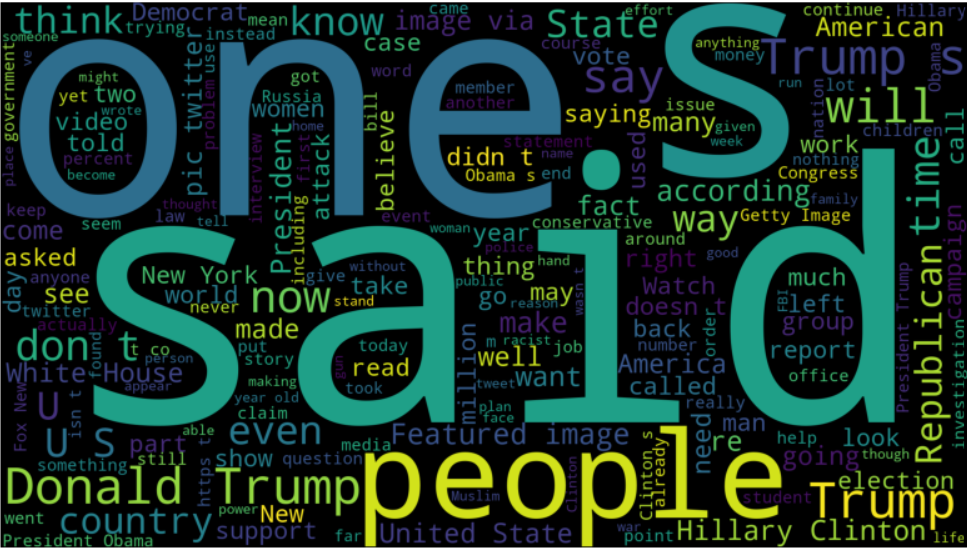 one
s
said
people
think
trying
Democrat
know
image via
came
State
effort
continue
Hillary
mean
instead
course
American
someone
government
ve
might
yet
two
wrote
video
told
percent
become
use
problem
pic twitter
got
Russia
women
case
word
bill
home
first
interview
President
attack
believe
member
another
statement
name
didn t
Obama s
end
say
saying
issue
many
vote
anything
money
given
week
run
lot
nation
Trump s
Obama
will
children
work
nothing
Congress
family
call
time
place
keep
come
seem
law
thought
tell
including
event
woman
conservative
police
fact
used
according
way
Getty Image
around
good
asked
day
anyone
see
twitter
actually
New York
world
never
now
give
without
stand
year
thing
hand
public
reason
wasn t
may
go
right
Watch
doesn t
much
left
FBI
group
report
office
Republican
Campaign
President Trump
investigation
don t
t co
found
put
story
made
take
today
read
took
gun
m
racist
job
make
well
want
tweet
plan
face
million
back
number
order
America
called
really
man
White House
isn t
person
appear
making
year old
claim
Fox New
U
U S
part
able
even
media
Featured image
show
question
something
still
https
Clinton s
already
need
re
going
help
look
though
election
Donald Trump
went
country
President Obama
power
New
support
far
Muslim
clinton
war
United State
point
student
Trump
Hillary Clinton
life